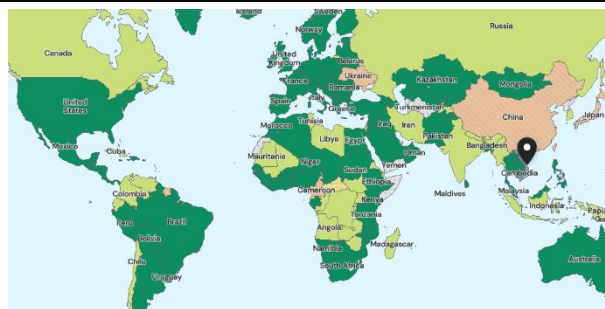 Iceland
Sweden
Norway
Russia
Canada
United
Kingdom
Belarus
Ukraine
France
Romania
Kazakhstan
Mongolia
Spain
Italy
Greece
Turkmenistan
United
States
Morocco
Tunisia
Iraq
Iran
China
Japan
Libya
Egypt
Pakistan
Mexico
Cuba
Mauritania
Niger
Sudan
Oman
Yemen
Bangladesh
Cambodia
Colombia
Cameroon
Ethiopia
Kenya
Maldives
Malaysia
Indonesia
Tanzania
Peru
Brazil
Angola
Bolivia
Namibia
Madagascar
Chile
Uruguay
South Africa
Australia